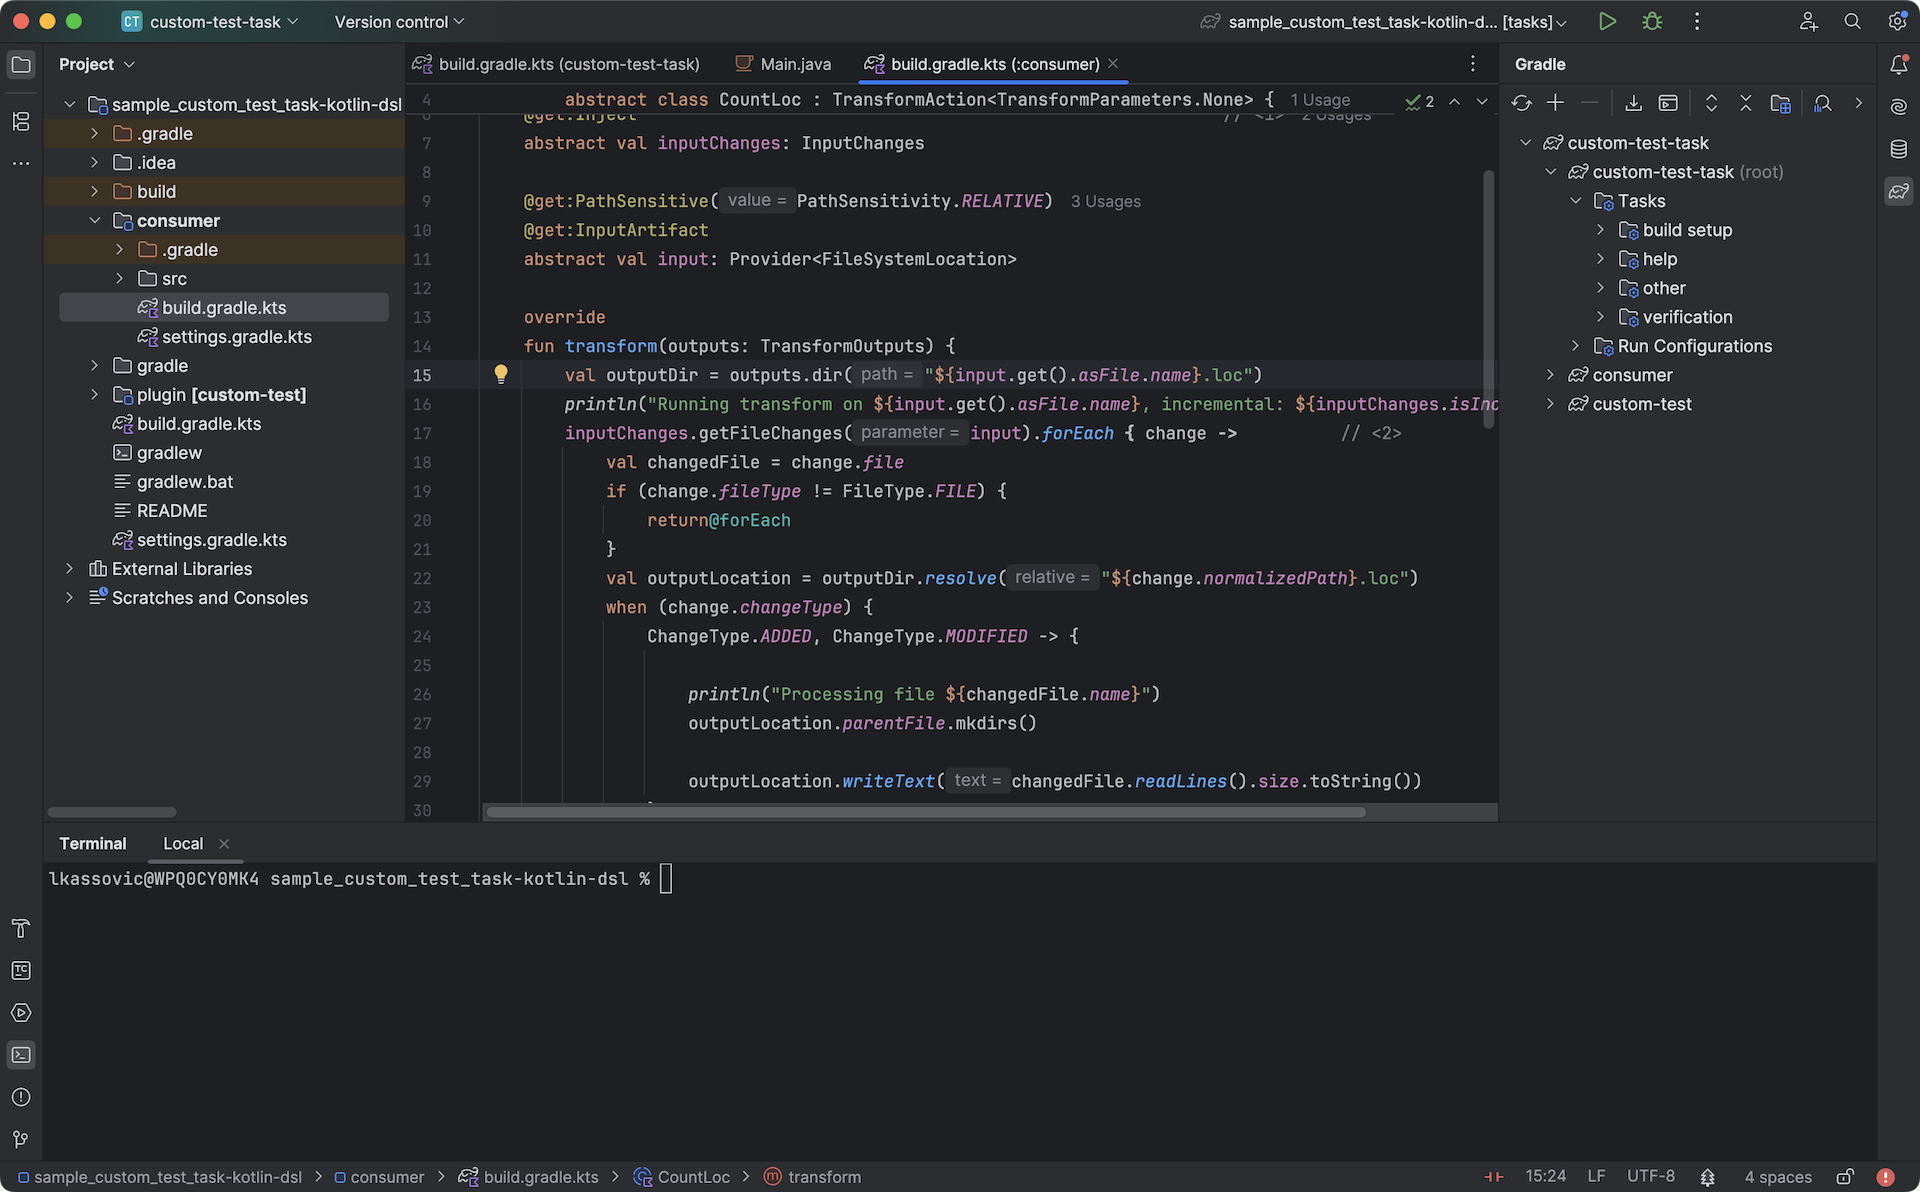 CT custom-test-task Version control sample_custom_test_task-kotlin-d... [tasks]
Project
build.gradle.kts (custom-test-task) Main.java build.gradle.kts (:consumer)
Gradle
sample_custom_test_task-kotlin-dsl
.gradle
.idea
build
consumer
.gradle
src
build.gradle.kts
settings.gradle.kts
gradle
plugin [custom-test]
build.gradle.kts
gradlew
gradlew.bat
README
settings.gradle.kts
External Libraries
Scratches and Consoles
4 abstract class CountLoc : TransformAction<TransformParameters.None> { 1 Usage 2
6 @get:Inject // <1> 2 Usages
7 abstract val inputChanges: InputChanges
8
9 @get:PathSensitive( value = PathSensitivity.RELATIVE) 3 Usages
10 @get:InputArtifact
11 abstract val input: Provider<FileSystemLocation>
12
13 override
14 fun transform(outputs: TransformOutputs) {
15 val outputDir = outputs.dir( path = "${input.get().asFile.name}.loc")
16 println("Running transform on ${input.get().asFile.name}, incremental: ${inputChanges.isInc
17 inputChanges.getFileChanges( parameter = input).forEach { change -> // <2>
18 val changedFile = change.file
19 if (change.fileType != FileType.FILE) {
20 return@forEach
21 }
22 val outputLocation = outputDir.resolve( relative = "${change.normalizedPath}.loc")
23 when (change.changeType) {
24 ChangeType.ADDED, ChangeType.MODIFIED -> {
25
26 println("Processing file ${changedFile.name}")
27 outputLocation.parentFile.mkdirs()
28
29 outputLocation.writeText( text = changedFile.readLines().size.toString())
30
custom-test-task
custom-test-task (root)
Tasks
build setup
help
other
verification
Run Configurations
consumer
custom-test
Terminal Local
lkassovic@WPQ0CY0MK4 sample_custom_test_task-kotlin-dsl %
TC
sample_custom_test_task-kotlin-dsl consumer build.gradle.kts CountLoc m transform 15:24 LF UTF-8 4 spaces